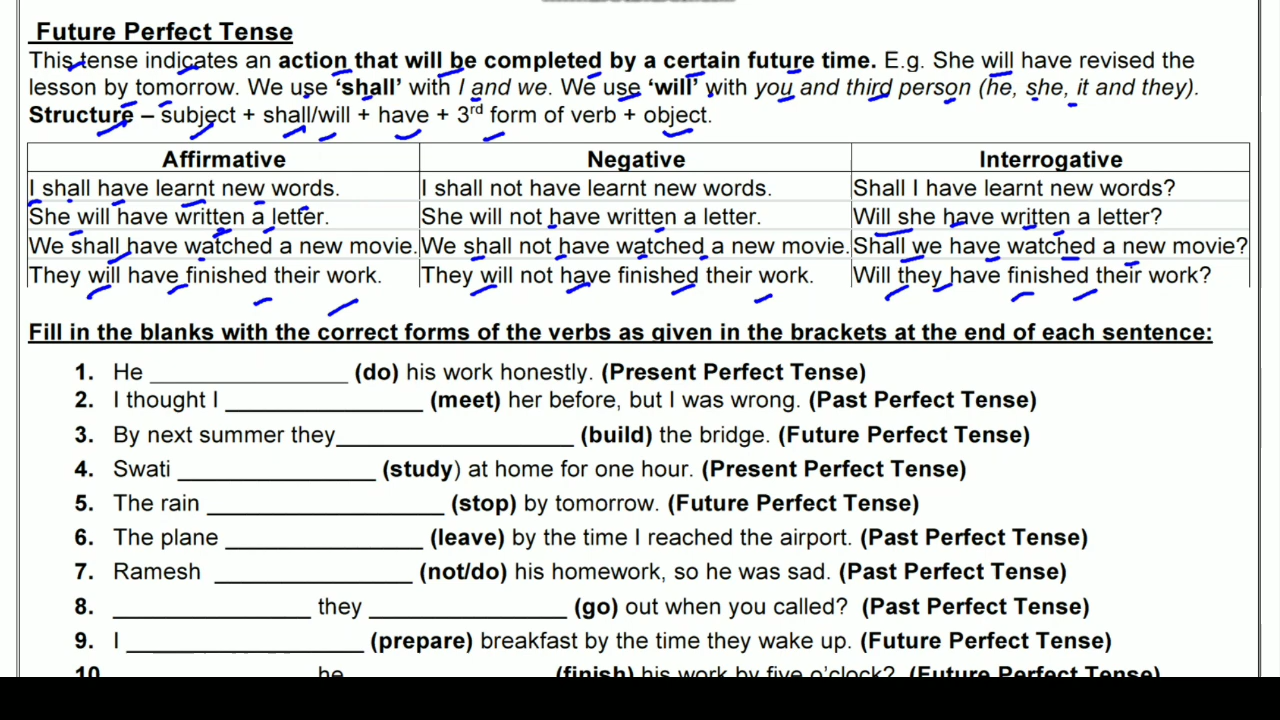 Future Perfect Tense
This tense indicates an action that will be completed by a certain future time. E.g. She will have revised the
lesson by tomorrow. We use ‘shall’ with I and we. We use ‘will’ with you and third person (he, she, it and they).
Structure – subject + shall/will + have + 3rd form of verb + object.
Affirmative Negative Interrogative
I shall have learnt new words. I shall not have learnt new words. Shall I have learnt new words?
She will have written a letter. She will not have written a letter. Will she have written a letter?
We shall have watched a new movie. We shall not have watched a new movie. Shall we have watched a new movie?
They will have finished their work. They will not have finished their work. Will they have finished their work?
Fill in the blanks with the correct forms of the verbs as given in the brackets at the end of each sentence:
1. He ________________ (do) his work honestly. (Present Perfect Tense)
2. I thought I ________________ (meet) her before, but I was wrong. (Past Perfect Tense)
3. By next summer they___________________ (build) the bridge. (Future Perfect Tense)
4. Swati ________________ (study) at home for one hour. (Present Perfect Tense)
5. The rain ___________________ (stop) by tomorrow. (Future Perfect Tense)
6. The plane ________________ (leave) by the time I reached the airport. (Past Perfect Tense)
7. Ramesh ________________ (not/do) his homework, so he was sad. (Past Perfect Tense)
8. ________________ they ________________ (go) out when you called? (Past Perfect Tense)
9. I ___________________ (prepare) breakfast by the time they wake up. (Future Perfect Tense)
10. he (finish) his work by five o’clock? (Future Perfect Tense)